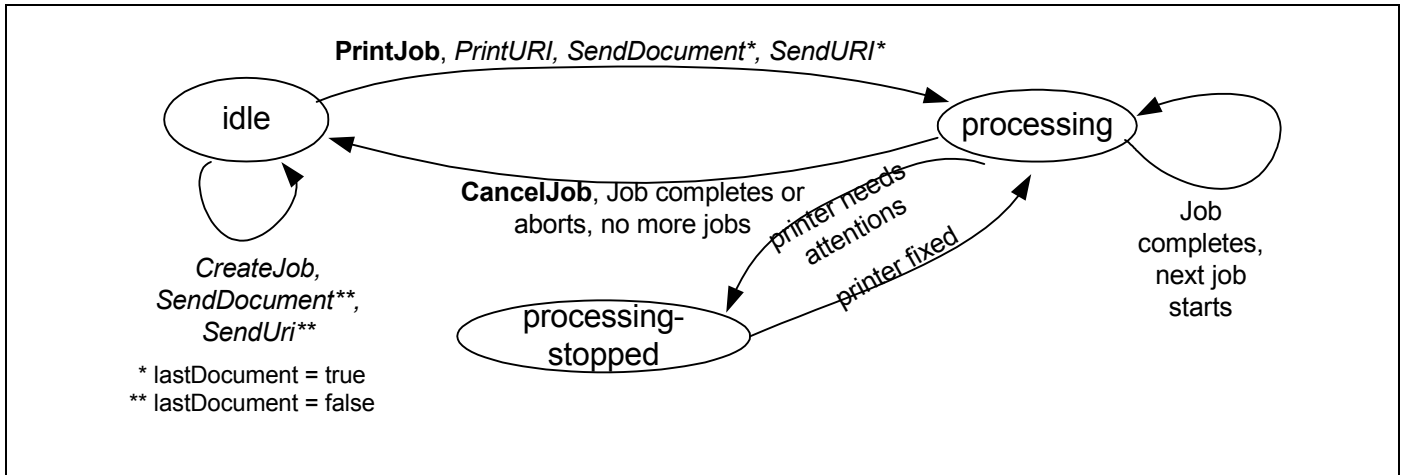 PrintJob, PrintURI, SendDocument*, SendURI*
idle
processing
CancelJob, Job completes or
aborts, no more jobs
printer needs
attentions
printer fixed
Job
completes,
next job
starts
CreateJob,
SendDocument**,
SendUri**
processing-
stopped
* lastDocument = true
** lastDocument = false